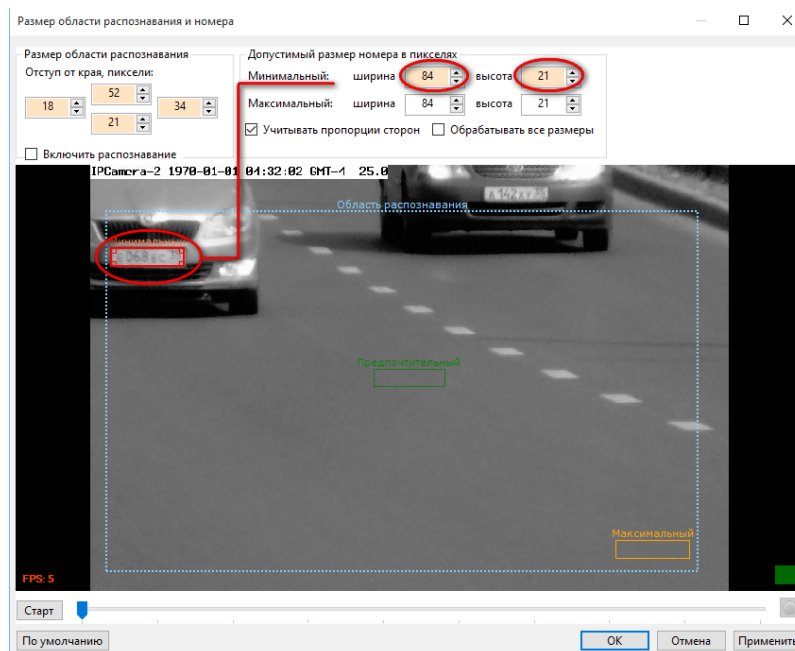 Размер области распознавания и номера
Размер области распознавания
Отступ от края, пиксели:
52
18
34
21
Включить распознавание
Допустимый размер номера в пикселях
Минимальный: ширина 84 высота 21
Максимальный: ширина 84 высота 21
Учитывать пропорции сторон Обрабатывать все размеры
IPCamera-2 1970-01-01 04:32:02 GMT-4 25.0
А142ху
Область распознавания
068
Предпочтительный
Максимальный
FPS: 5
Старт
По умолчанию OK Отмена Применить